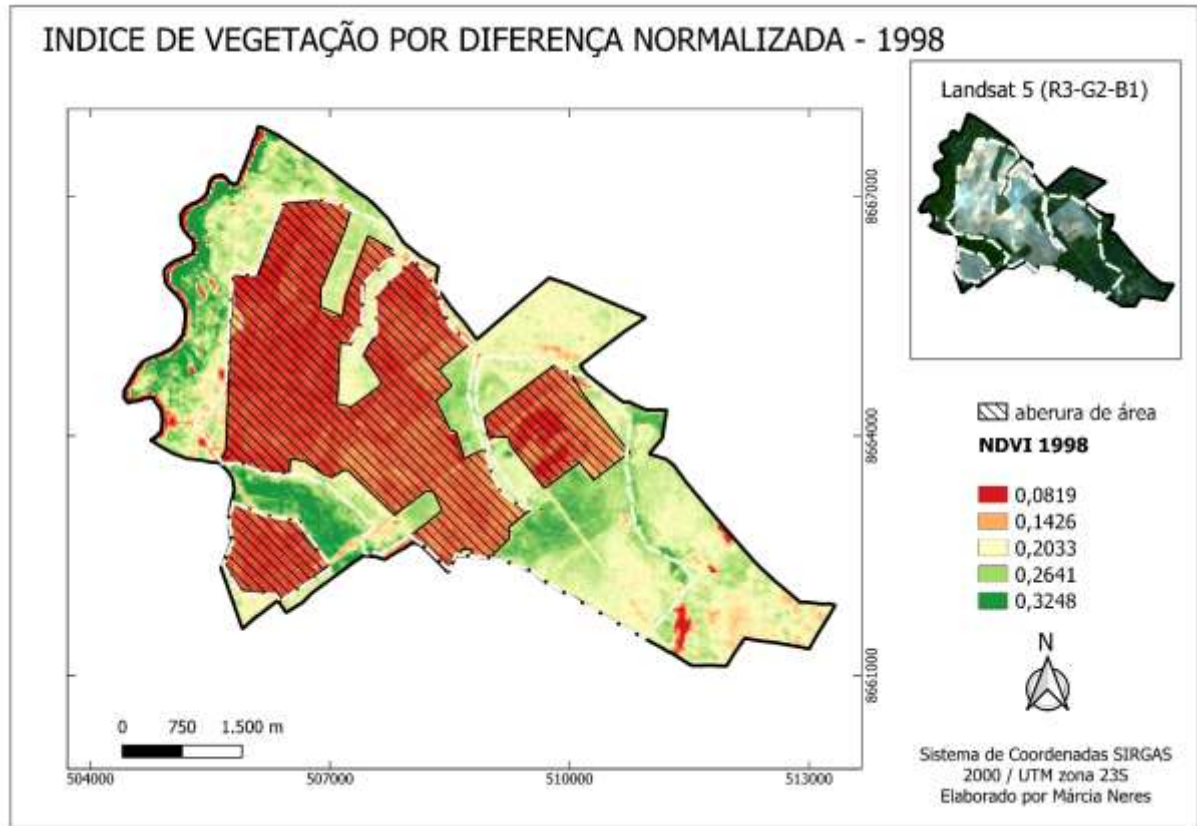 INDICE DE VEGETAÇÃO POR DIFERENÇA NORMALIZADA - 1998
Landsat 5 (R3-G2-B1)
8667000
8664000
8661000
aberura de área
NDVI 1998
0,0819
0,1426
0,2033
0,2641
0,3248
N
0 750 1.500 m
504000 507000 510000 513000
Sistema de Coordenadas SIRGAS
2000 / UTM zona 23S
Elaborado por Márcia Neres